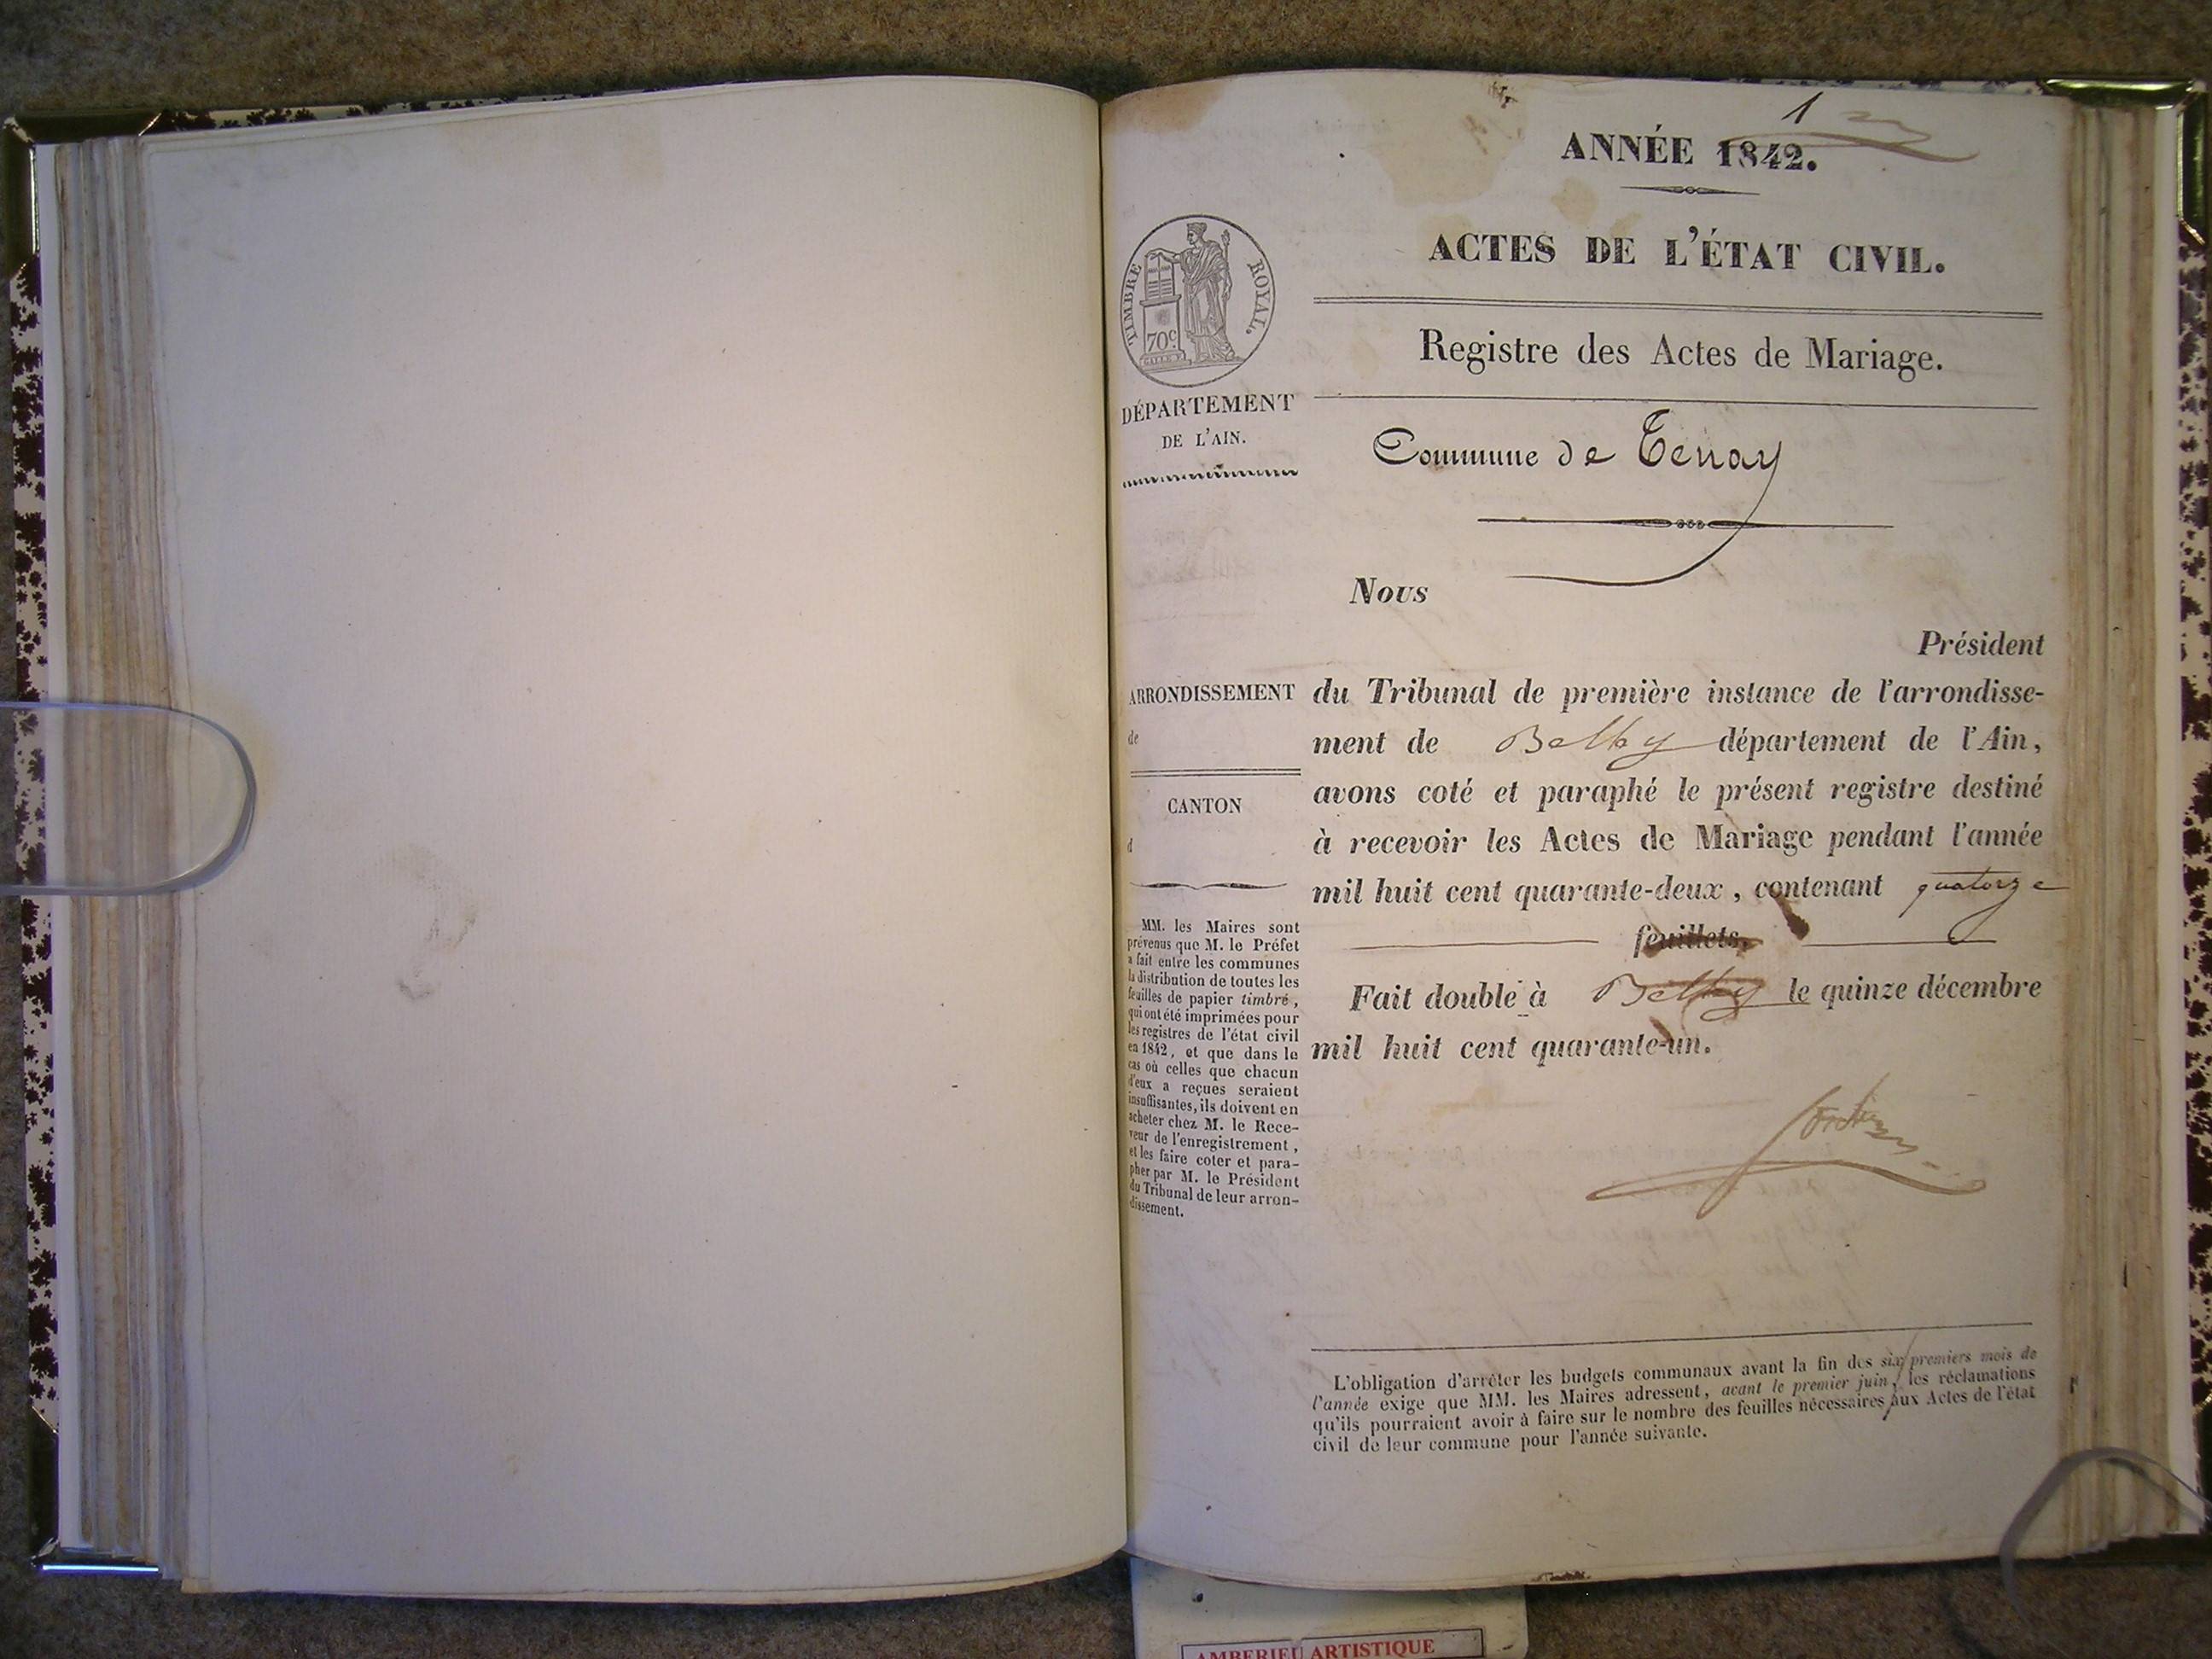 1
ANNÉE 1842.
ACTES DE L'ÉTAT CIVIL.
TIMBRE ROYAL.
70c.
Registre des Actes de Mariage.
DÉPARTEMENT
DE L'AIN.
Commune de Tenay
Nous
Président
ARRONDISSEMENT
de
CANTON
d
du Tribunal de première instance de l'arrondisse-
ment de Belley département de l'Ain,
avons coté et paraphé le présent registre destiné
à recevoir les Actes de Mariage pendant l'année
mil huit cent quarante-deux, contenant quatorze
feuillets.
Fait double à Belley le quinze décembre
mil huit cent quarante-un.
MM. les Maires sont
prévenus que M. le Préfet
a fait entre les communes
la distribution de toutes les
feuilles de papier timbré,
qui ont été imprimées pour
les registres de l'état civil
en 1842, et que dans le
cas où celles que chacun
d'eux a reçues seraient
insuffisantes, ils doivent en
acheter chez M. le Rece-
veur de l'enregistrement,
et les faire coter et para-
pher par M. le Président
du Tribunal de leur arron-
dissement.
L'obligation d'arrêter les budgets communaux avant la fin des six premiers mois de
l'année exige que MM. les Maires adressent, avant le premier juin, les réclamations
qu'ils pourraient avoir à faire sur le nombre des feuilles nécessaires aux Actes de l'état
civil de leur commune pour l'année suivante.
AMBERIEU ARTISTIQUE